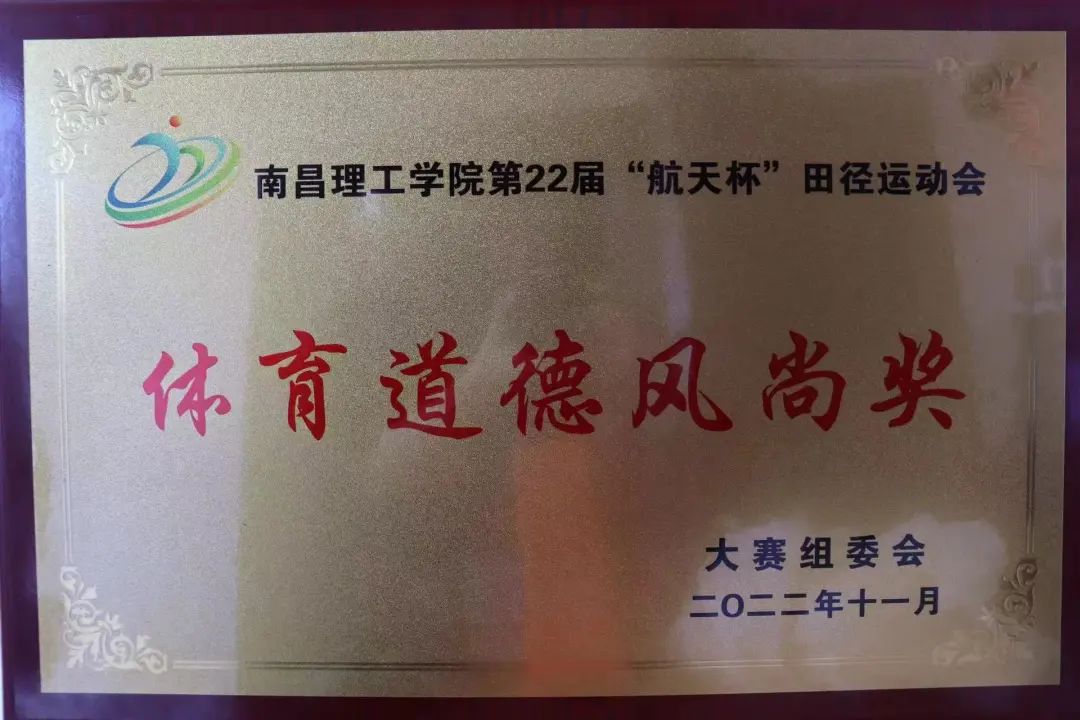 南昌理工学院第22届“航天杯”田径运动会
体育道德风尚奖
大赛组委会
二〇二二年十一月